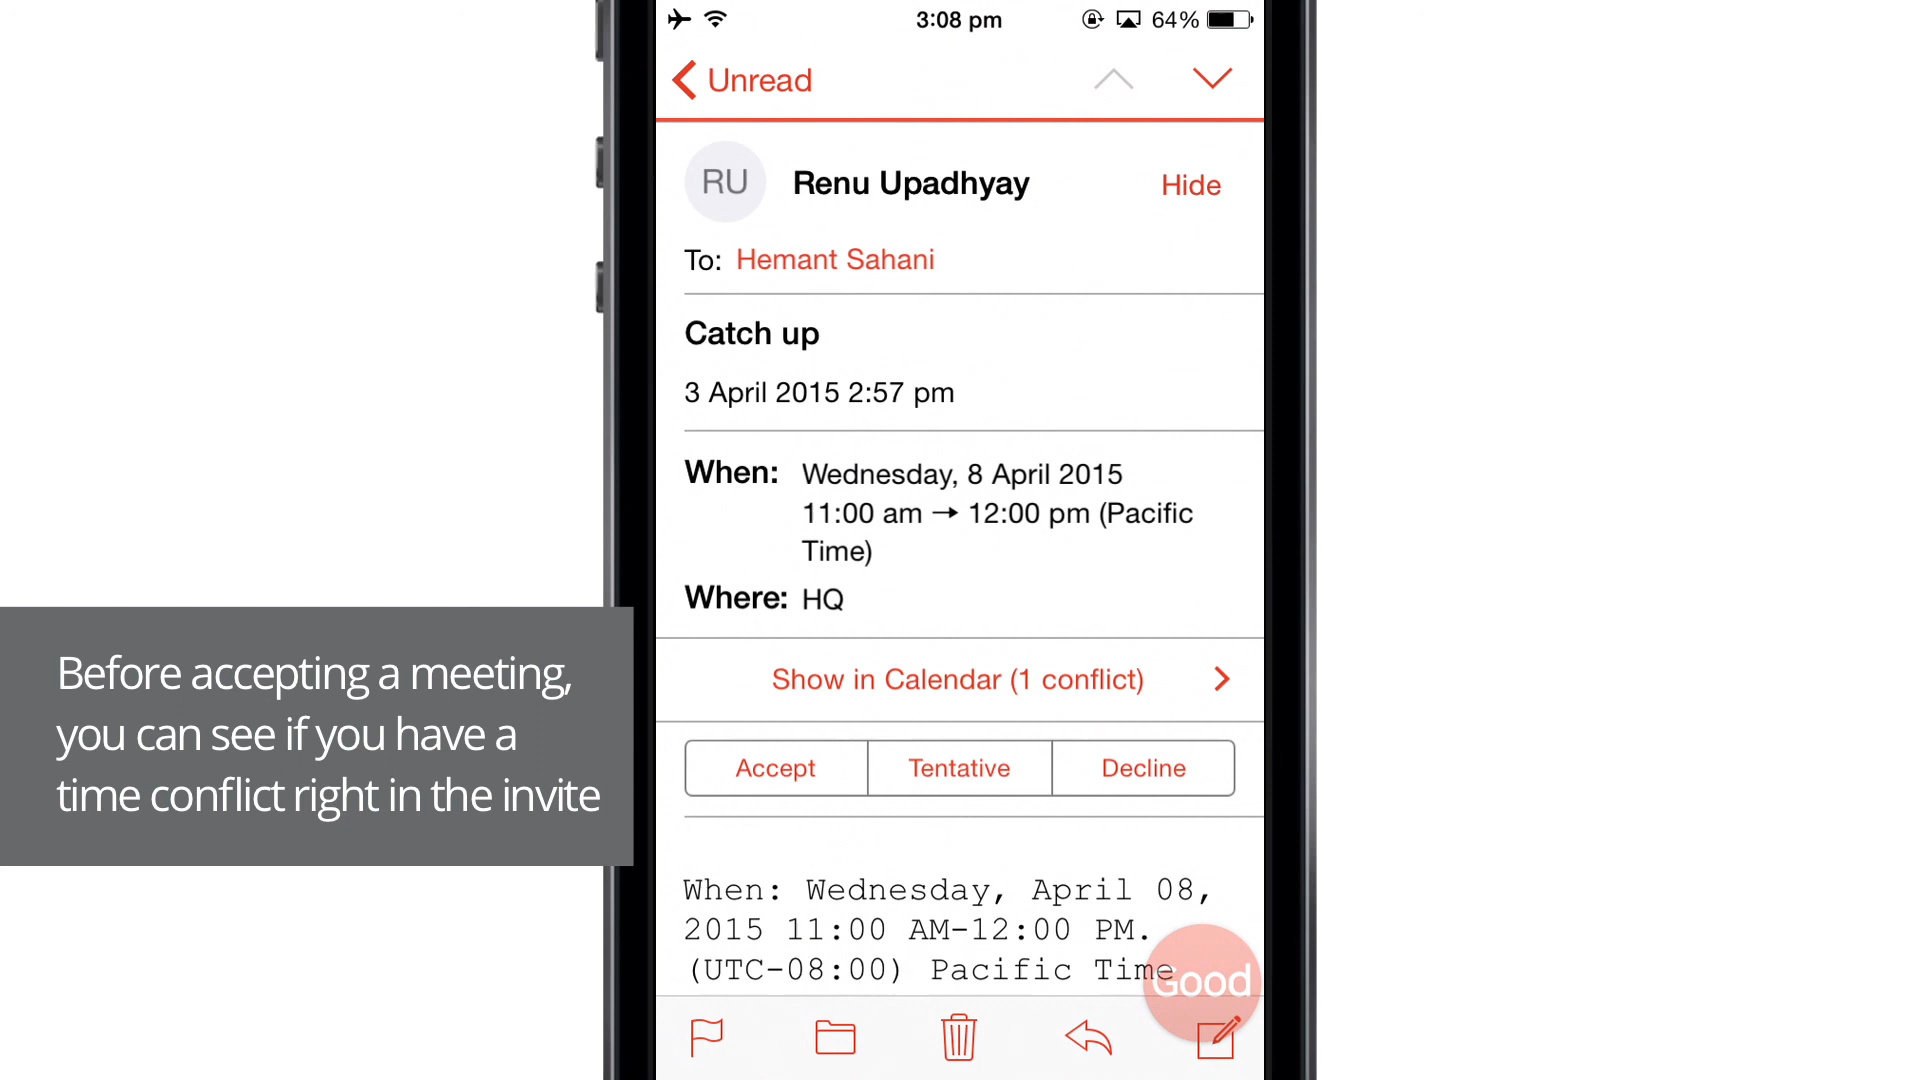 3:08 pm
64%
Unread
RU
Renu Upadhyay
Hide
To: Hemant Sahani
Catch up
3 April 2015 2:57 pm
When: Wednesday, 8 April 2015
11:00 am → 12:00 pm (Pacific
Time)
Where: HQ
Show in Calendar (1 conflict)
Accept
Tentative
Decline
When: Wednesday, April 08,
2015 11:00 AM-12:00 PM.
(UTC-08:00) Pacific Time
Good
Before accepting a meeting,
you can see if you have a
time conflict right in the invite